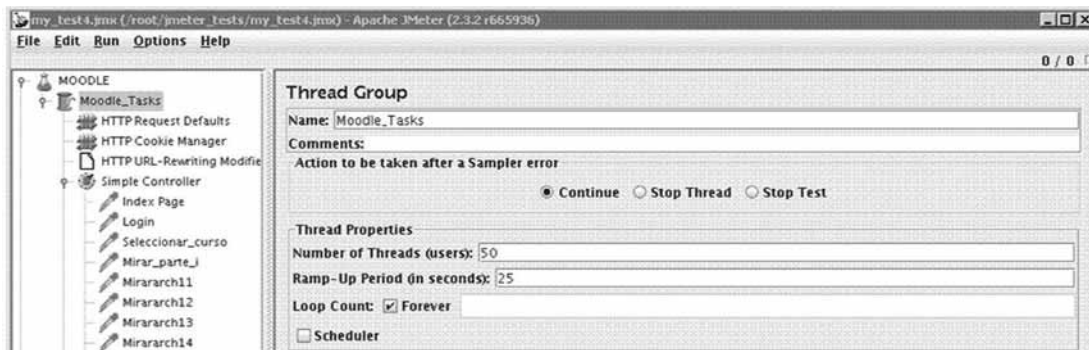 my_test4.jmx (/root/jmeter_tests/my_test4.jmx) - Apache JMeter (2.3.2 r665936)
File Edit Run Options Help
0 / 0
MOODLE
Moodle_Tasks
HTTP Request Defaults
HTTP Cookie Manager
HTTP URL-Rewriting Modifie
Simple Controller
Index Page
Login
Seleccionar_curso
Mirar_parte_i
Mirararch11
Mirararch12
Mirararch13
Mirararch14
Thread Group
Name: Moodle_Tasks
Comments:
Action to be taken after a Sampler error
Continue Stop Thread Stop Test
Thread Properties
Number of Threads (users): 50
Ramp-Up Period (in seconds): 25
Loop Count: Forever
Scheduler